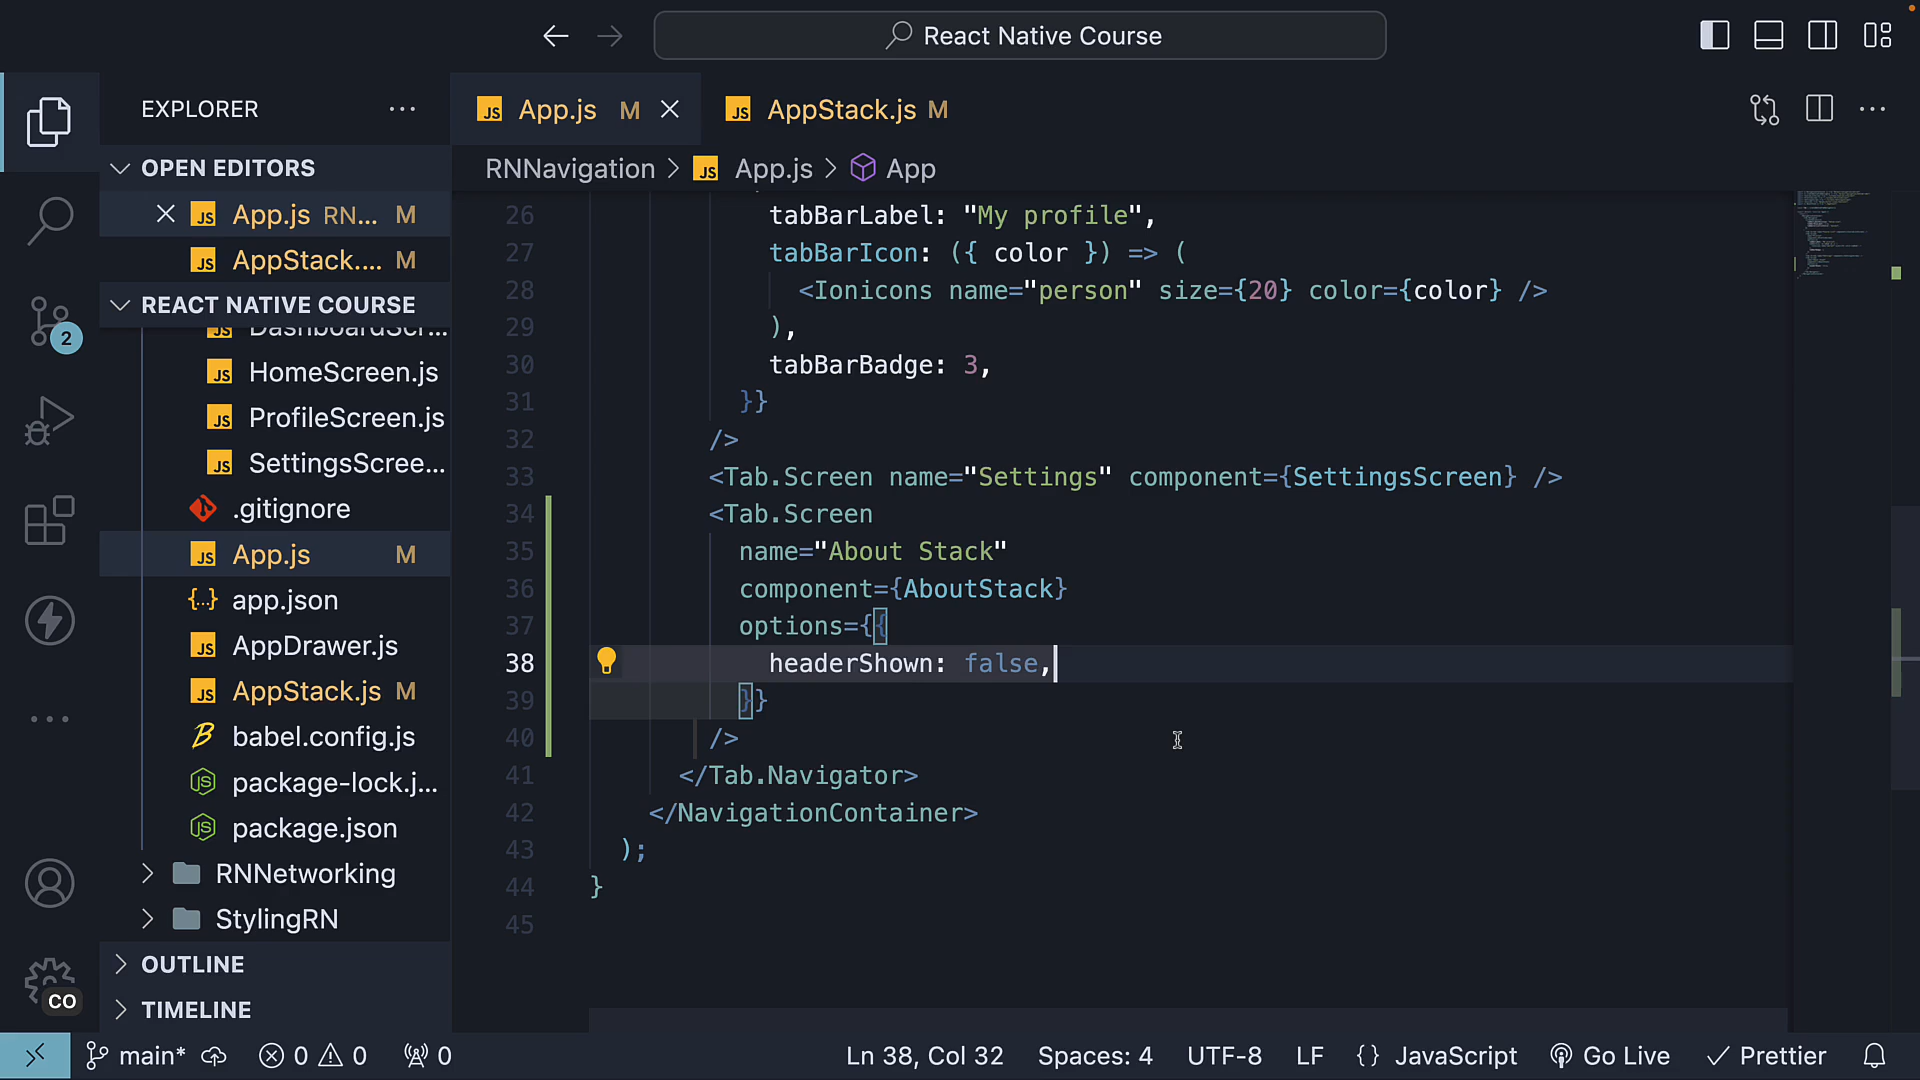 React Native Course
EXPLORER
App.js M
AppStack.js M
OPEN EDITORS
RNNavigation > App.js > App
App.js RN... M
AppStack.... M
REACT NATIVE COURSE
DashboardScr...
HomeScreen.js
ProfileScreen.js
SettingsScree...
.gitignore
App.js M
app.json
AppDrawer.js
AppStack.js M
babel.config.js
package-lock.j...
package.json
RNNetworking
StylingRN
OUTLINE
TIMELINE
2
CO
26 tabBarLabel: "My profile",
27 tabBarIcon: ({ color }) => (
28 <Ionicons name="person" size={20} color={color} />
29 ),
30 tabBarBadge: 3,
31 }}
32 />
33 <Tab.Screen name="Settings" component={SettingsScreen} />
34 <Tab.Screen
35 name="About Stack"
36 component={AboutStack}
37 options={{
38 headerShown: false,
39 }}
40 />
41 </Tab.Navigator>
42 </NavigationContainer>
43 );
44 }
45
main* 0 0 0 Ln 38, Col 32 Spaces: 4 UTF-8 LF {} JavaScript Go Live Prettier